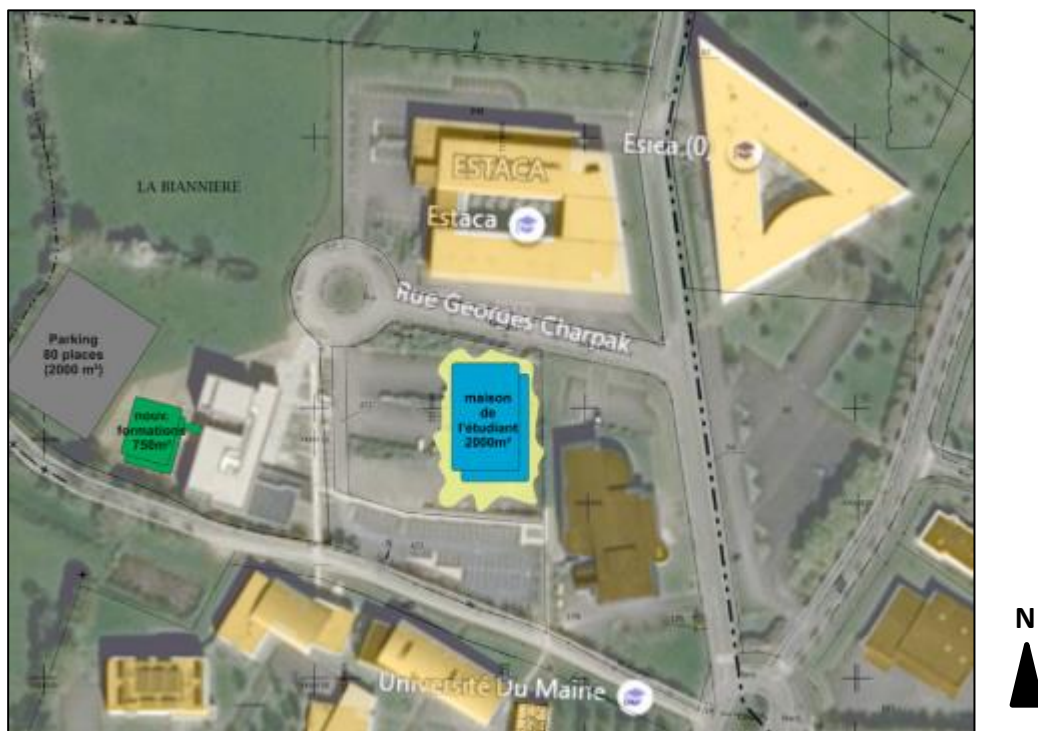 LA BIANNIERE
ESTACA
Estaca
Esiea (0)
Rue Georges Charpak
Parking
80 places
(2000 m²)
nouv.
formations
750m²
maison
de
l'étudiant
2000m²
Université Du Maine
N